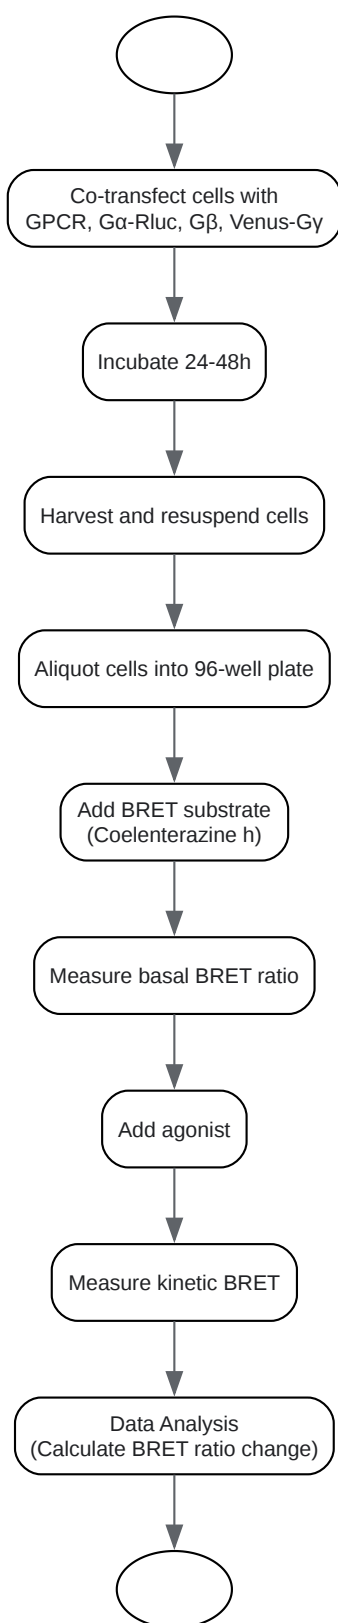 Co-transfect cells with
GPCR, Gα-Rluc, Gβ, Venus-Gγ
Incubate 24-48h
Harvest and resuspend cells
Aliquot cells into 96-well plate
Add BRET substrate
(Coelenterazine h)
Measure basal BRET ratio
Add agonist
Measure kinetic BRET
Data Analysis
(Calculate BRET ratio change)